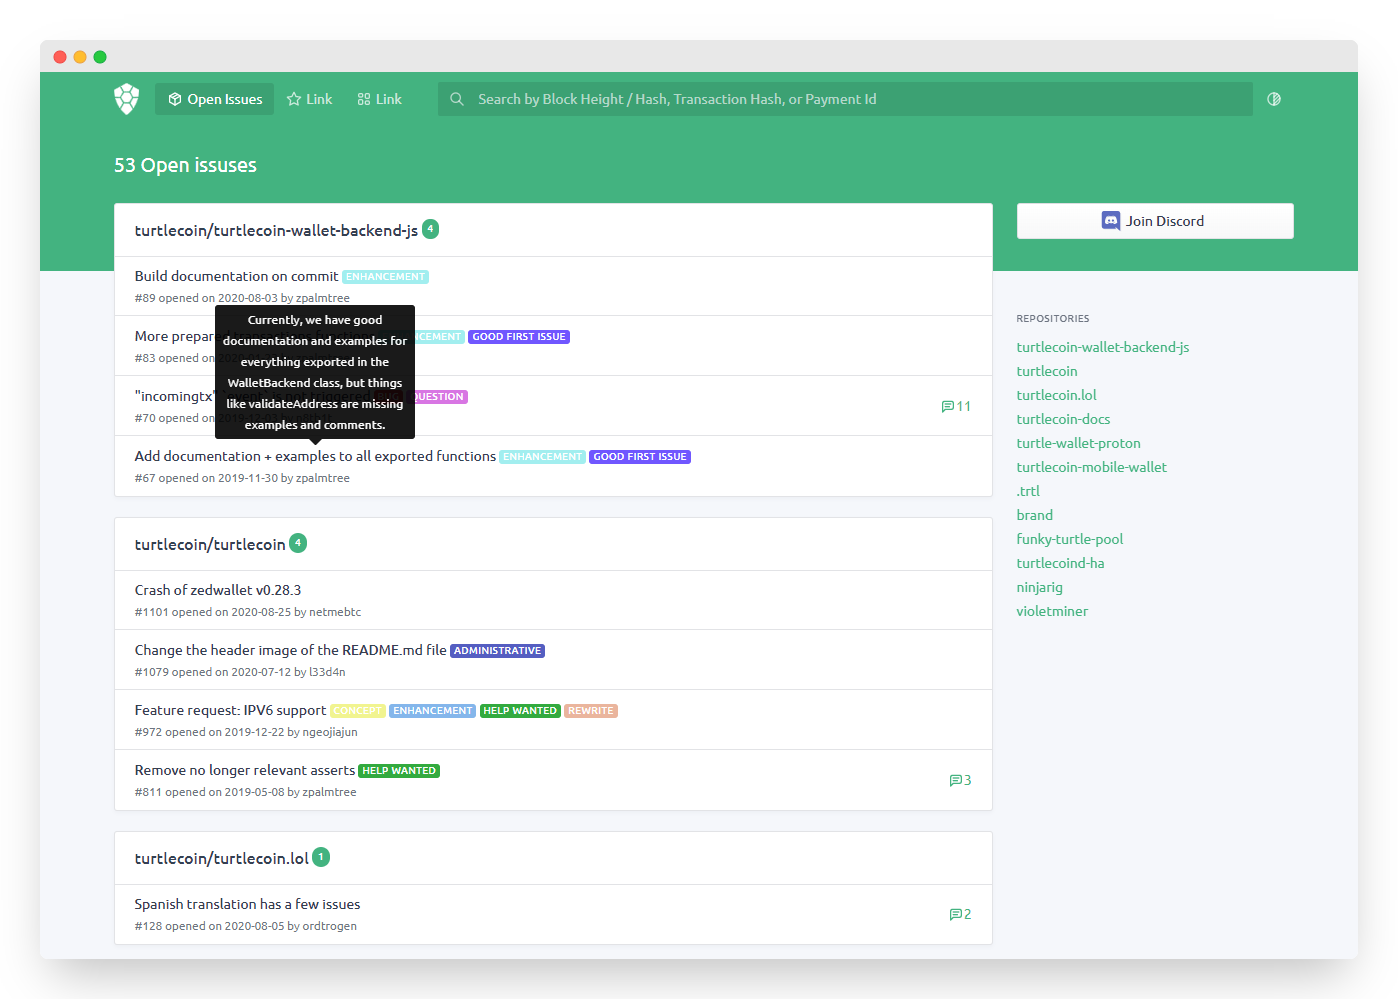 Open Issues Link Link Search by Block Height / Hash, Transaction Hash, or Payment Id
53 Open issuses
Join Discord
turtlecoin/turtlecoin-wallet-backend-js 4
Build documentation on commit ENHANCEMENT
#89 opened on 2020-08-03 by zpalmtree
Currently, we have good
documentation and examples for
everything exported in the
WalletBackend class, but things
like validateAddress are missing
examples and comments.
More prepared transactions functions GOOD FIRST ISSUE
#83 opened on
"incomingtx" event, is not triggered QUESTION
#70 opened on 11
Add documentation + examples to all exported functions ENHANCEMENT GOOD FIRST ISSUE
#67 opened on 2019-11-30 by zpalmtree
turtlecoin/turtlecoin 4
Crash of zedwallet v0.28.3
#1101 opened on 2020-08-25 by netmebtc
Change the header image of the README.md file ADMINISTRATIVE
#1079 opened on 2020-07-12 by l33d4n
Feature request: IPV6 support CONCEPT ENHANCEMENT HELP WANTED REWRITE
#972 opened on 2019-12-22 by ngeojiajun
Remove no longer relevant asserts HELP WANTED
#811 opened on 2019-05-08 by zpalmtree 3
turtlecoin/turtlecoin.lol 1
Spanish translation has a few issues
#128 opened on 2020-08-05 by ordtrogen 2
REPOSITORIES
turtlecoin-wallet-backend-js
turtlecoin
turtlecoin.lol
turtlecoin-docs
turtle-wallet-proton
turtlecoin-mobile-wallet
.trtl
brand
funky-turtle-pool
turtlecoind-ha
ninjarig
violetminer